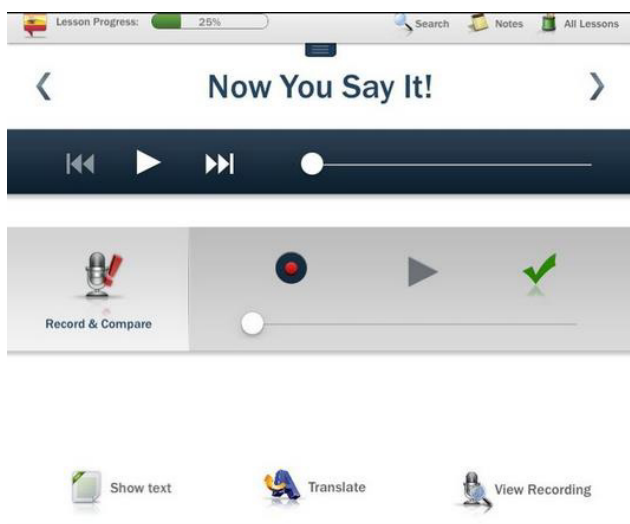 Lesson Progress: 25% Search Notes All Lessons
Now You Say It!
Record & Compare
Show text Translate View Recording